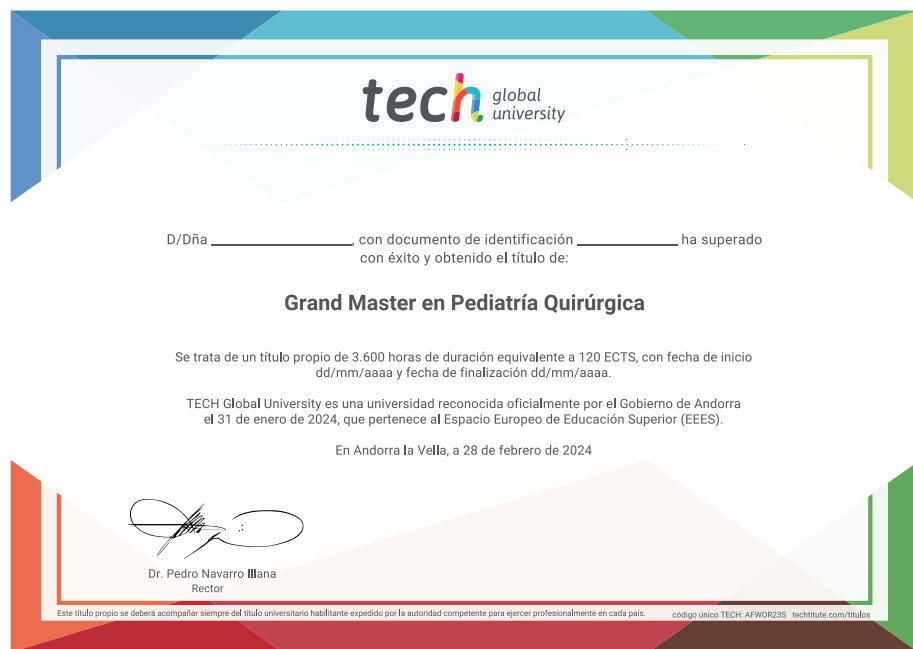 tech global university
D/Dña ____________, con documento de identificación ____________ ha superado
con éxito y obtenido el título de:
Grand Master en Pediatría Quirúrgica
Se trata de un título propio de 3.600 horas de duración equivalente a 120 ECTS, con fecha de inicio
dd/mm/aaaa y fecha de finalización dd/mm/aaaa.
TECH Global University es una universidad reconocida oficialmente por el Gobierno de Andorra
el 31 de enero de 2024, que pertenece al Espacio Europeo de Educación Superior (EEES).
En Andorra la Vella, a 28 de febrero de 2024
Dr. Pedro Navarro Illana
Rector
Este título propio se deberá acompañar siempre del título universitario habilitante expedido por la autoridad competente para ejercer profesionalmente en cada país. código único TECH: AFWOR23S techtitute.com/titulos